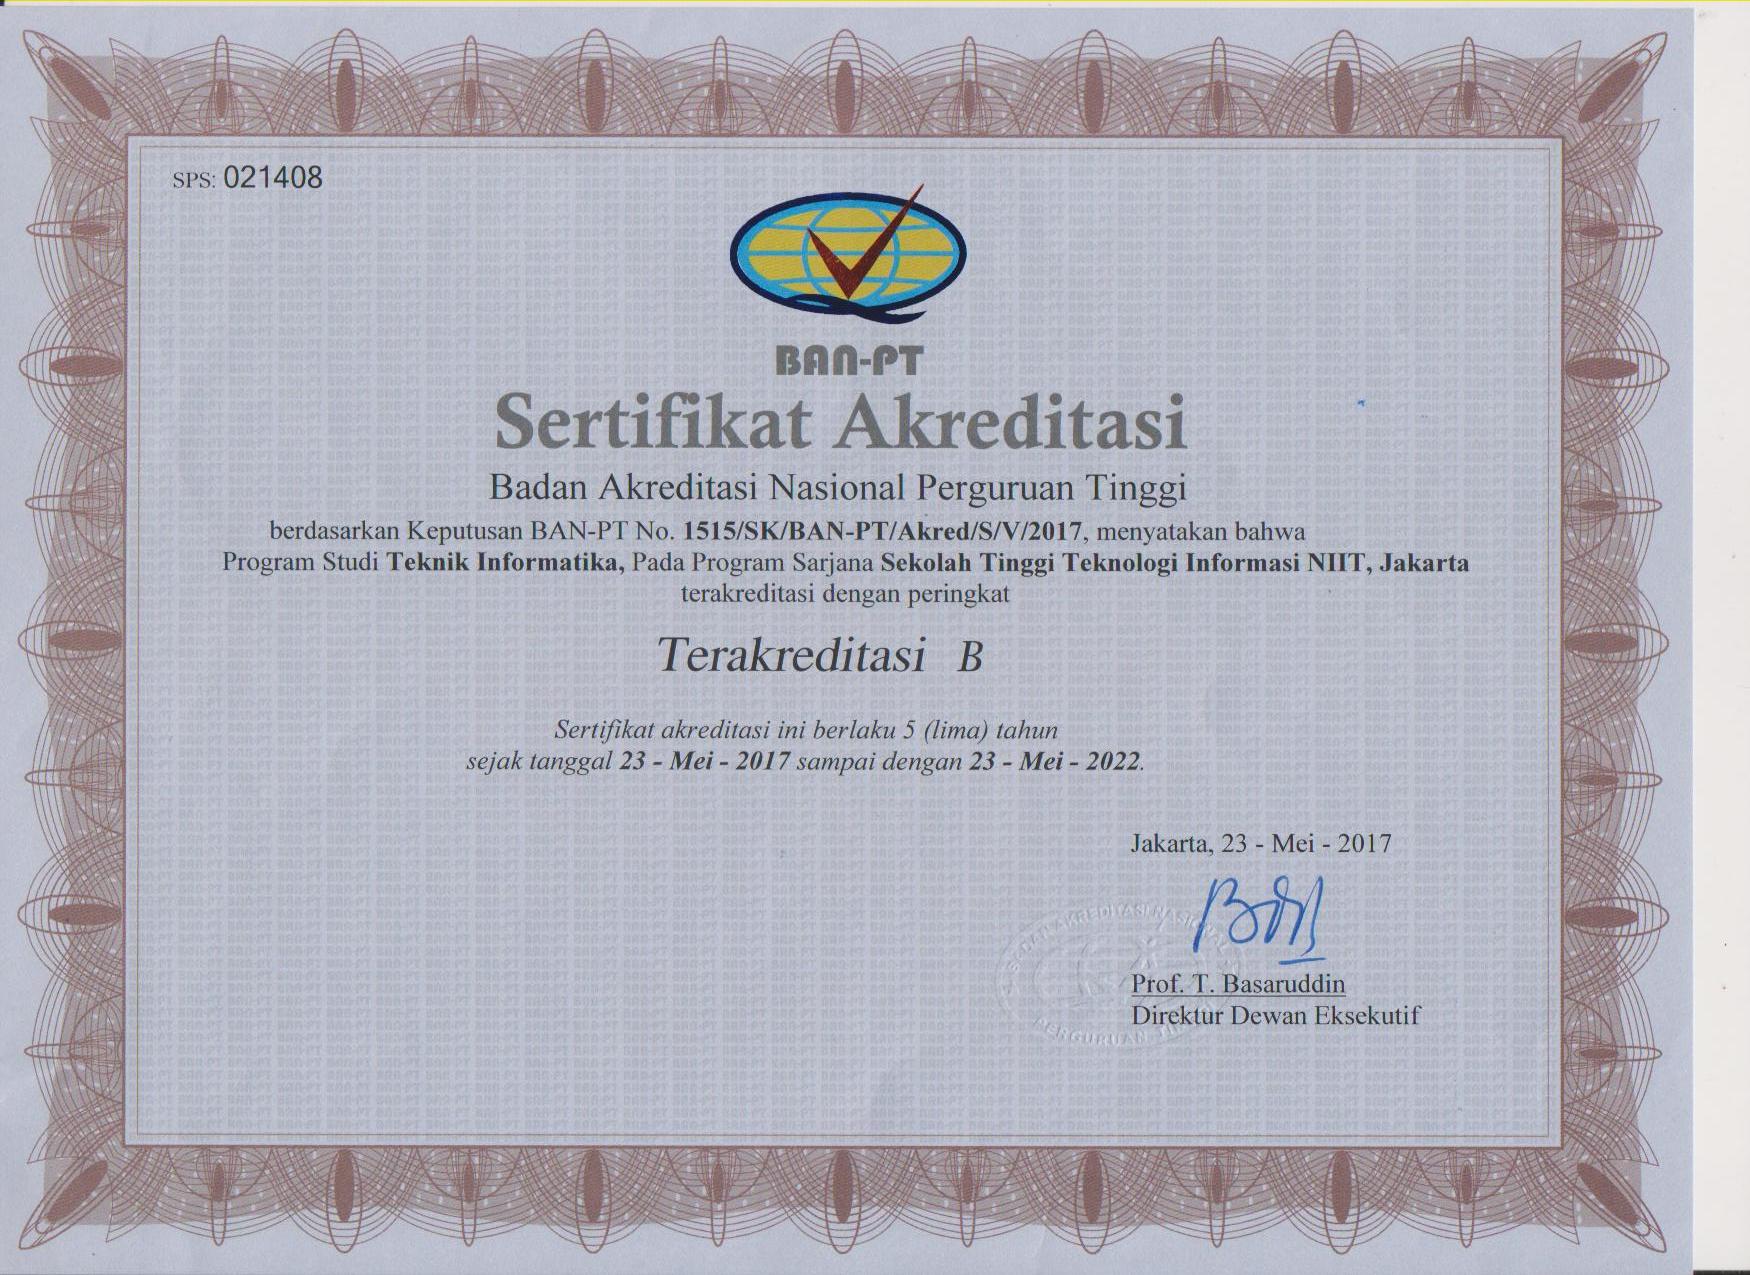 SPS: 021408
BAN-PT
Sertifikat Akreditasi
Badan Akreditasi Nasional Perguruan Tinggi
berdasarkan Keputusan BAN-PT No. 1515/SK/BAN-PT/Akred/S/V/2017, menyatakan bahwa
Program Studi Teknik Informatika, Pada Program Sarjana Sekolah Tinggi Teknologi Informasi NIIT, Jakarta
terakreditasi dengan peringkat
Terakreditasi B
Sertifikat akreditasi ini berlaku 5 (lima) tahun
sejak tanggal 23 - Mei - 2017 sampai dengan 23 - Mei - 2022.
Jakarta, 23 - Mei - 2017
AKREDITASI NASIONAL
PERGURUAN TINGGI
Prof. T. Basaruddin
Direktur Dewan Eksekutif